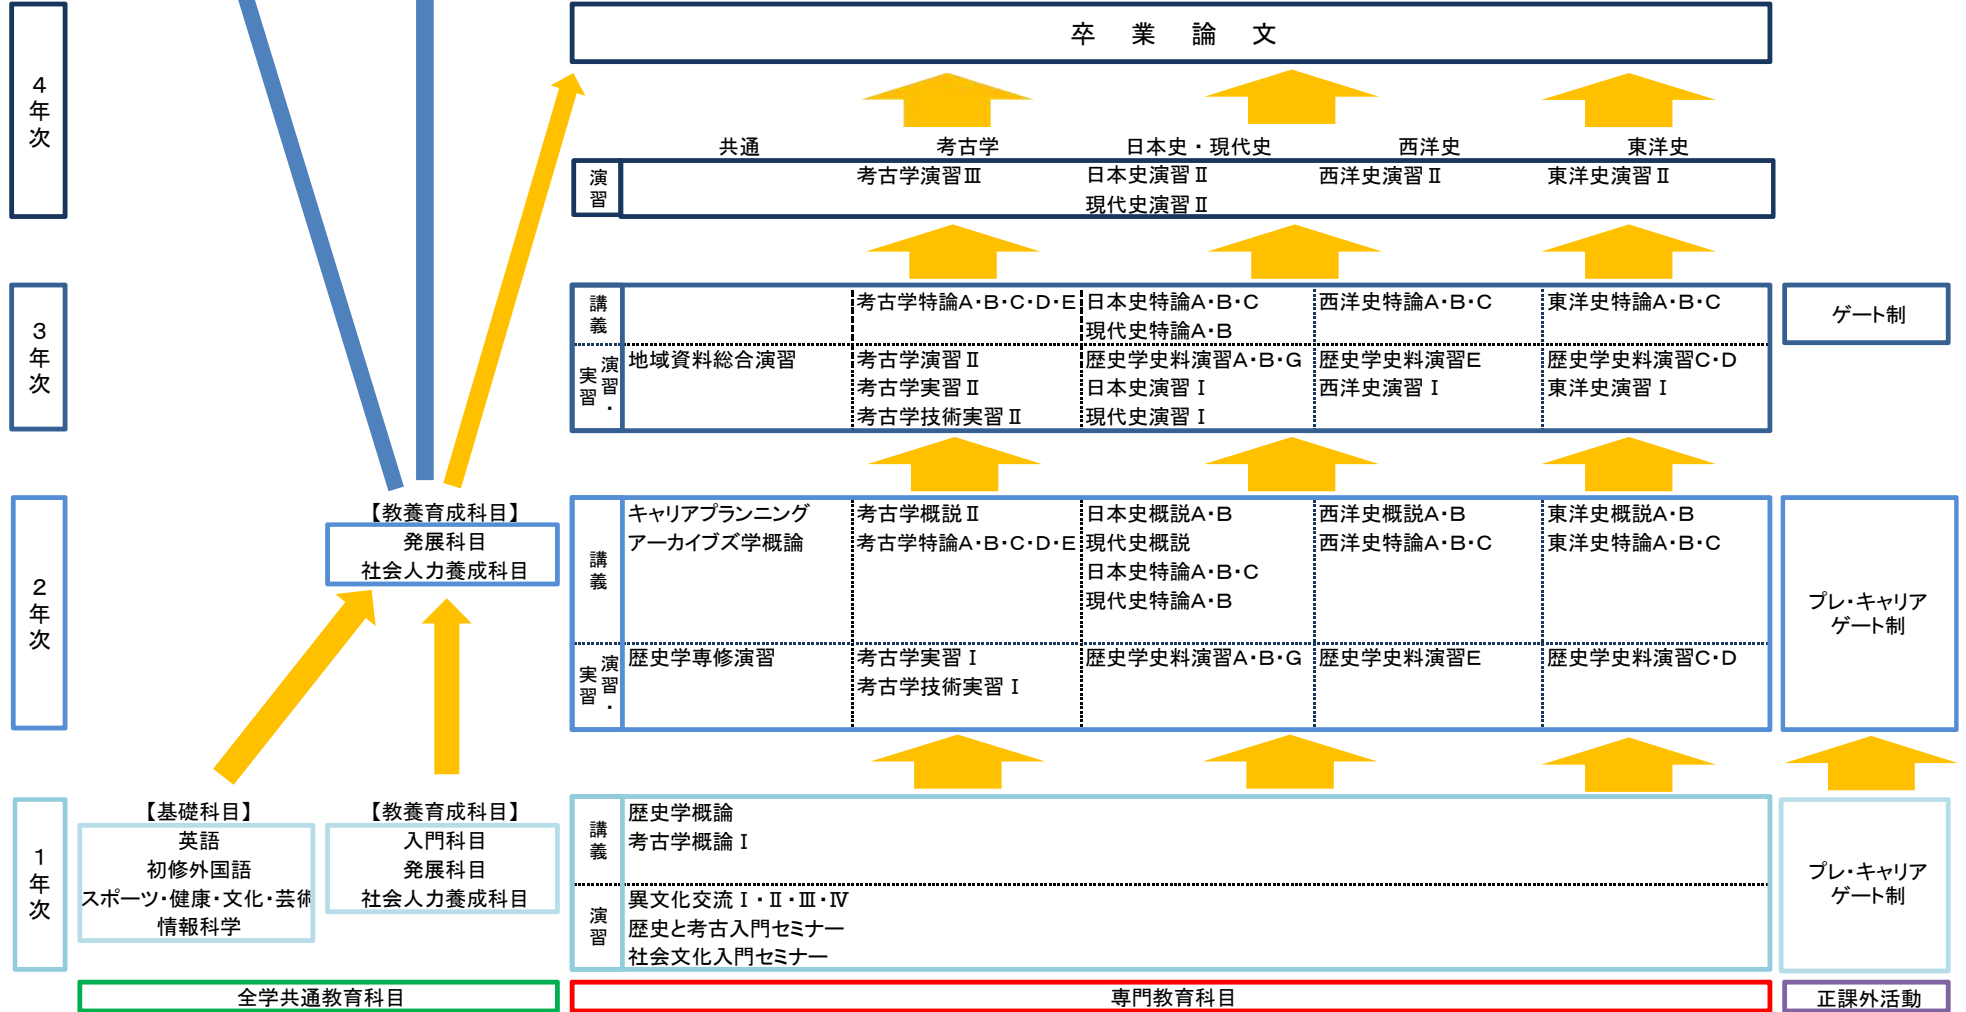 4年次
卒業論文
共通
考古学
日本史・現代史
西洋史
東洋史
演習
考古学演習Ⅲ
日本史演習Ⅱ
現代史演習Ⅱ
西洋史演習Ⅱ
東洋史演習Ⅱ
3年次
講義
考古学特論A・B・C・D・E
日本史特論A・B・C
現代史特論A・B
西洋史特論A・B・C
東洋史特論A・B・C
演習・実習
地域資料総合演習
考古学演習Ⅱ
考古学実習Ⅱ
考古学技術実習Ⅱ
歴史学史料演習A・B・G
日本史演習Ⅰ
現代史演習Ⅰ
歴史学史料演習E
西洋史演習Ⅰ
歴史学史料演習C・D
東洋史演習Ⅰ
ゲート制
2年次
【教養育成科目】
発展科目
社会人力養成科目
講義
キャリアプランニング
アーカイブズ学概論
考古学概説Ⅱ
考古学特論A・B・C・D・E
日本史概説A・B
現代史概説
日本史特論A・B・C
現代史特論A・B
西洋史概説A・B
西洋史特論A・B・C
東洋史概説A・B
東洋史特論A・B・C
演習・実習
歴史学専修演習
考古学実習Ⅰ
考古学技術実習Ⅰ
歴史学史料演習A・B・G
歴史学史料演習E
歴史学史料演習C・D
プレ・キャリア
ゲート制
1年次
【基礎科目】
英語
初修外国語
スポーツ・健康・文化・芸術
情報科学
【教養育成科目】
入門科目
発展科目
社会人力養成科目
講義
歴史学概論
考古学概論Ⅰ
演習
異文化交流Ⅰ・Ⅱ・Ⅲ・Ⅳ
歴史と考古入門セミナー
社会文化入門セミナー
プレ・キャリア
ゲート制
全学共通教育科目
専門教育科目
正課外活動